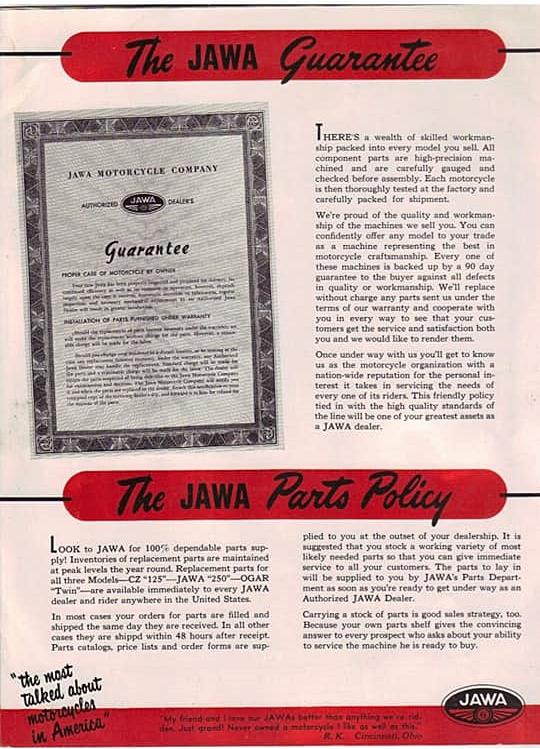 The JAWA Guarantee
JAWA MOTORCYCLE COMPANY
AUTHORIZED JAWA DEALER'S
Guarantee
PROPER CARE OF MOTORCYCLE BY OWNER
INSTALLATION OF PARTS FURNISHED UNDER WARRANTY
THERE'S a wealth of skilled workman-
ship packed into every model you sell. All
component parts are high-precision ma-
chined and are carefully gauged and
checked before assembly. Each motorcycle
is then thoroughly tested at the factory and
carefully packed for shipment.
We're proud of the quality and workman-
ship of the machines we sell you. You can
confidently offer any model to your trade
as a machine representing the best in
motorcycle craftsmanship. Every one of
these machines is backed up by a 90 day
guarantee to the buyer against all defects
in quality or workmanship. We'll replace
without charge any parts sent us under the
terms of our warranty and cooperate with
you in every way to see that your cus-
tomers get the service and satisfaction both
you and we would like to render them.
Once under way with us you'll get to know
us as the motorcycle organization with a
nation-wide reputation for the personal in-
terest it takes in servicing the needs of
every one of its riders. This friendly policy
tied in with the high quality standards of
the line will be one of your greatest assets as
a JAWA dealer.
The JAWA Parts Policy
LOOK to JAWA for 100% dependable parts sup-
ply! Inventories of replacement parts are maintained
at peak levels the year round. Replacement parts for
all three Models—CZ "125"—JAWA "250"—OGAR
"Twin"—are available immediately to every JAWA
dealer and rider anywhere in the United States.
In most cases your orders for parts are filled and
shipped the same day they are received. In all other
cases they are shippd within 48 hours after receipt.
Parts catalogs, price lists and order forms are sup-
plied to you at the outset of your dealership. It is
suggested that you stock a working variety of most
likely needed parts so that you can give immediate
service to all your customers. The parts to lay in
will be supplied to you by JAWA's Parts Depart-
ment as soon as you're ready to get under way as an
Authorized JAWA Dealer.
Carrying a stock of parts is good sales strategy, too.
Because your own parts shelf gives the convincing
answer to every prospect who asks about your ability
to service the machine he is ready to buy.
"the most
talked about
motorcycles
in America"
"My friend and I love our JAWAs better than anything we've rid-
den. Just grand! Never owned a motorcycle I like as well as this."
R. K. Cincinnati, Ohio
JAWA